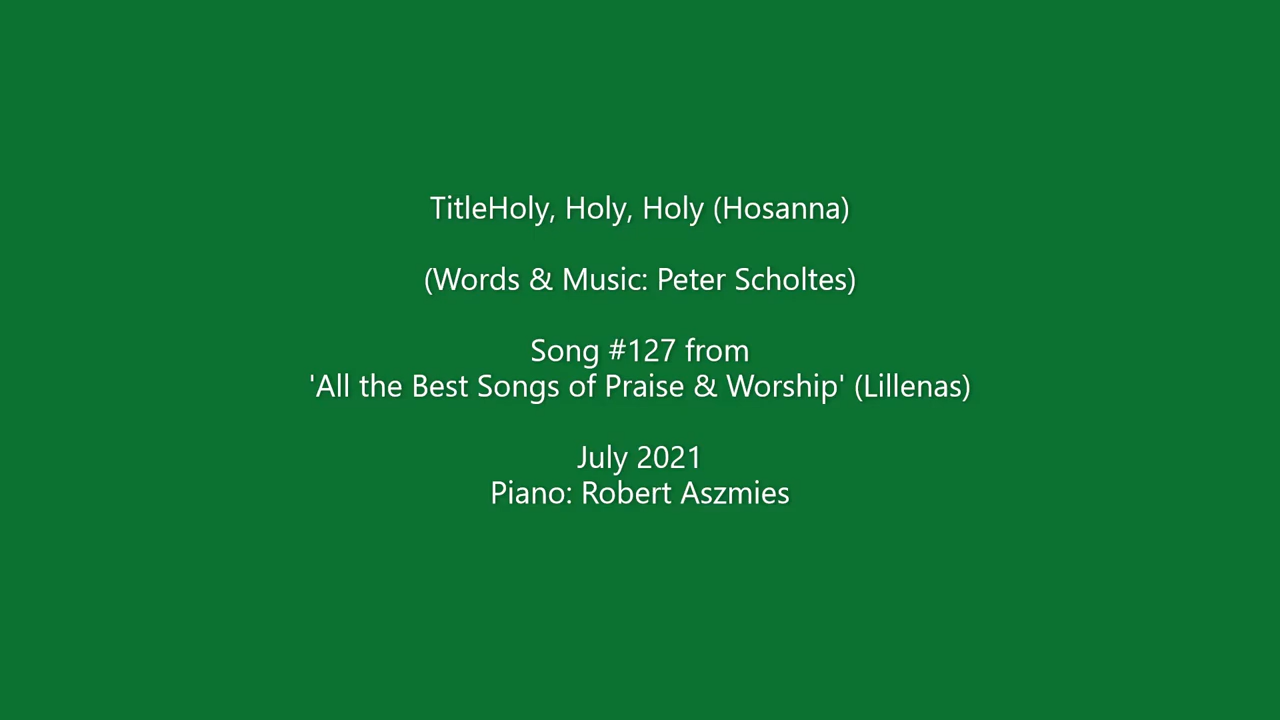 TitleHoly, Holy, Holy (Hosanna)
(Words & Music: Peter Scholtes)
Song #127 from
'All the Best Songs of Praise & Worship' (Lillenas)
July 2021
Piano: Robert Aszmies